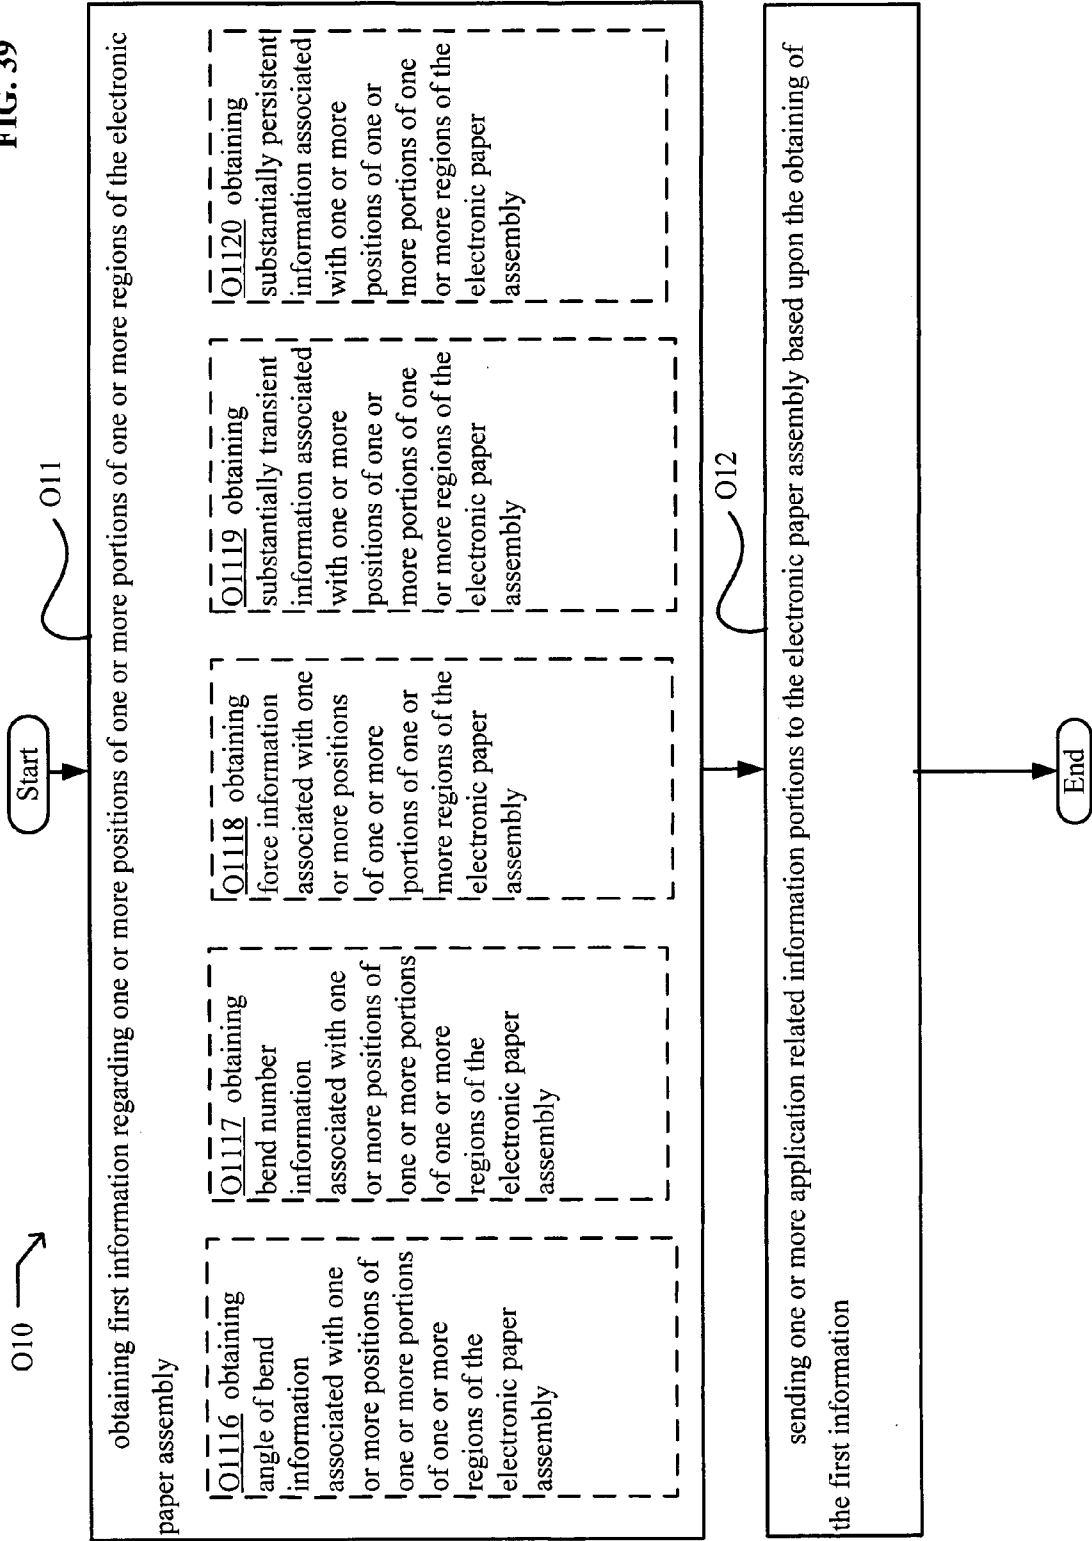 FIG. 39
O10
Start
O11
obtaining first information regarding one or more positions of one or more portions of one or more regions of the electronic
paper assembly
O1116 obtaining
angle of bend
information
associated with one
or more positions of
one or more portions
of one or more
regions of the
electronic paper
assembly
O1117 obtaining
bend number
information
associated with one
or more positions of
one or more portions
of one or more
regions of the
electronic paper
assembly
O1118 obtaining
force information
associated with one
or more positions
of one or more
portions of one or
more regions of the
electronic paper
assembly
O1119 obtaining
substantially transient
information associated
with one or more
positions of one or
more portions of one
or more regions of the
electronic paper
assembly
O1120 obtaining
substantially persistent
information associated
with one or more
positions of one or
more portions of one
or more regions of the
electronic paper
assembly
O12
sending one or more application related information portions to the electronic paper assembly based upon the obtaining of
the first information
End